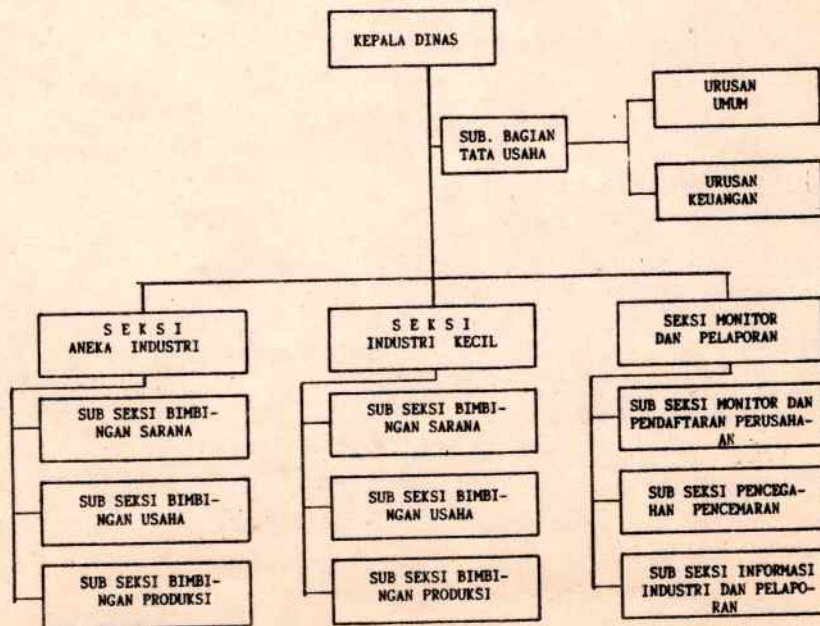 KEPALA DINAS
URUSAN
UMUM
SUB. BAGIAN
TATA USAHA
URUSAN
KEUANGAN
S E K S I
ANEKA INDUSTRI
S E K S I
INDUSTRI KECIL
SEKSI MONITOR
DAN PELAPORAN
SUB SEKSI BIMBI-
NGAN SARANA
SUB SEKSI BIMBI-
NGAN USAHA
SUB SEKSI BIMBI-
NGAN PRODUKSI
SUB SEKSI BIMBI-
NGAN SARANA
SUB SEKSI BIMBI-
NGAN USAHA
SUB SEKSI BIMBI-
NGAN PRODUKSI
SUB SEKSI MONITOR DAN
PENDAFTARAN PERUSAHA-
AN
SUB SEKSI PENCEGA-
HAN PENCEMARAN
SUB SEKSI INFORMASI
INDUSTRI DAN PELAPO-
RAN